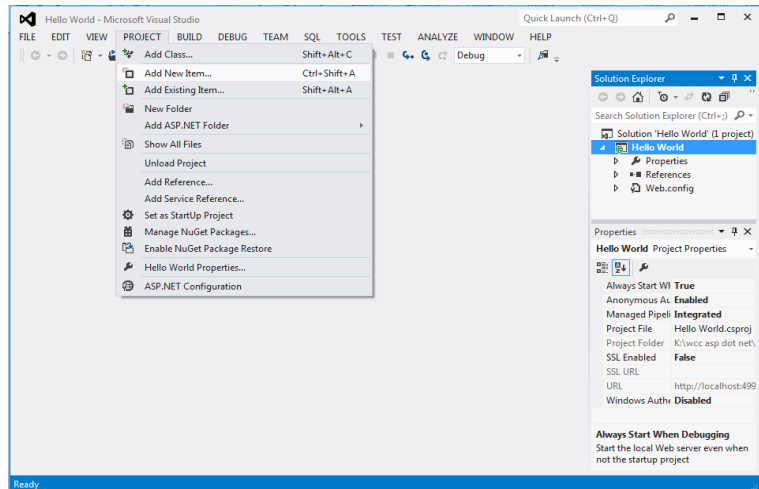 Hello World - Microsoft Visual Studio
Quick Launch (Ctrl+Q)
FILE EDIT VIEW PROJECT BUILD DEBUG TEAM SQL TOOLS TEST ANALYZE WINDOW HELP
Debug
Add Class... Shift+Alt+C
Add New Item... Ctrl+Shift+A
Add Existing Item... Shift+Alt+A
New Folder
Add ASP.NET Folder
Show All Files
Unload Project
Add Reference...
Add Service Reference...
Set as StartUp Project
Manage NuGet Packages...
Enable NuGet Package Restore
Hello World Properties...
ASP.NET Configuration
Solution Explorer
Search Solution Explorer (Ctrl+;)
Solution 'Hello World' (1 project)
Hello World
Properties
References
Web.config
Properties
Hello World Project Properties
Always Start Wh True
Anonymous Au Enabled
Managed Pipeli Integrated
Project File Hello World.csproj
Project Folder K:\wcc asp dot net\
SSL Enabled False
SSL URL
URL http://localhost:499
Windows Authe Disabled
Always Start When Debugging
Start the local Web server even when
not the startup project
Ready